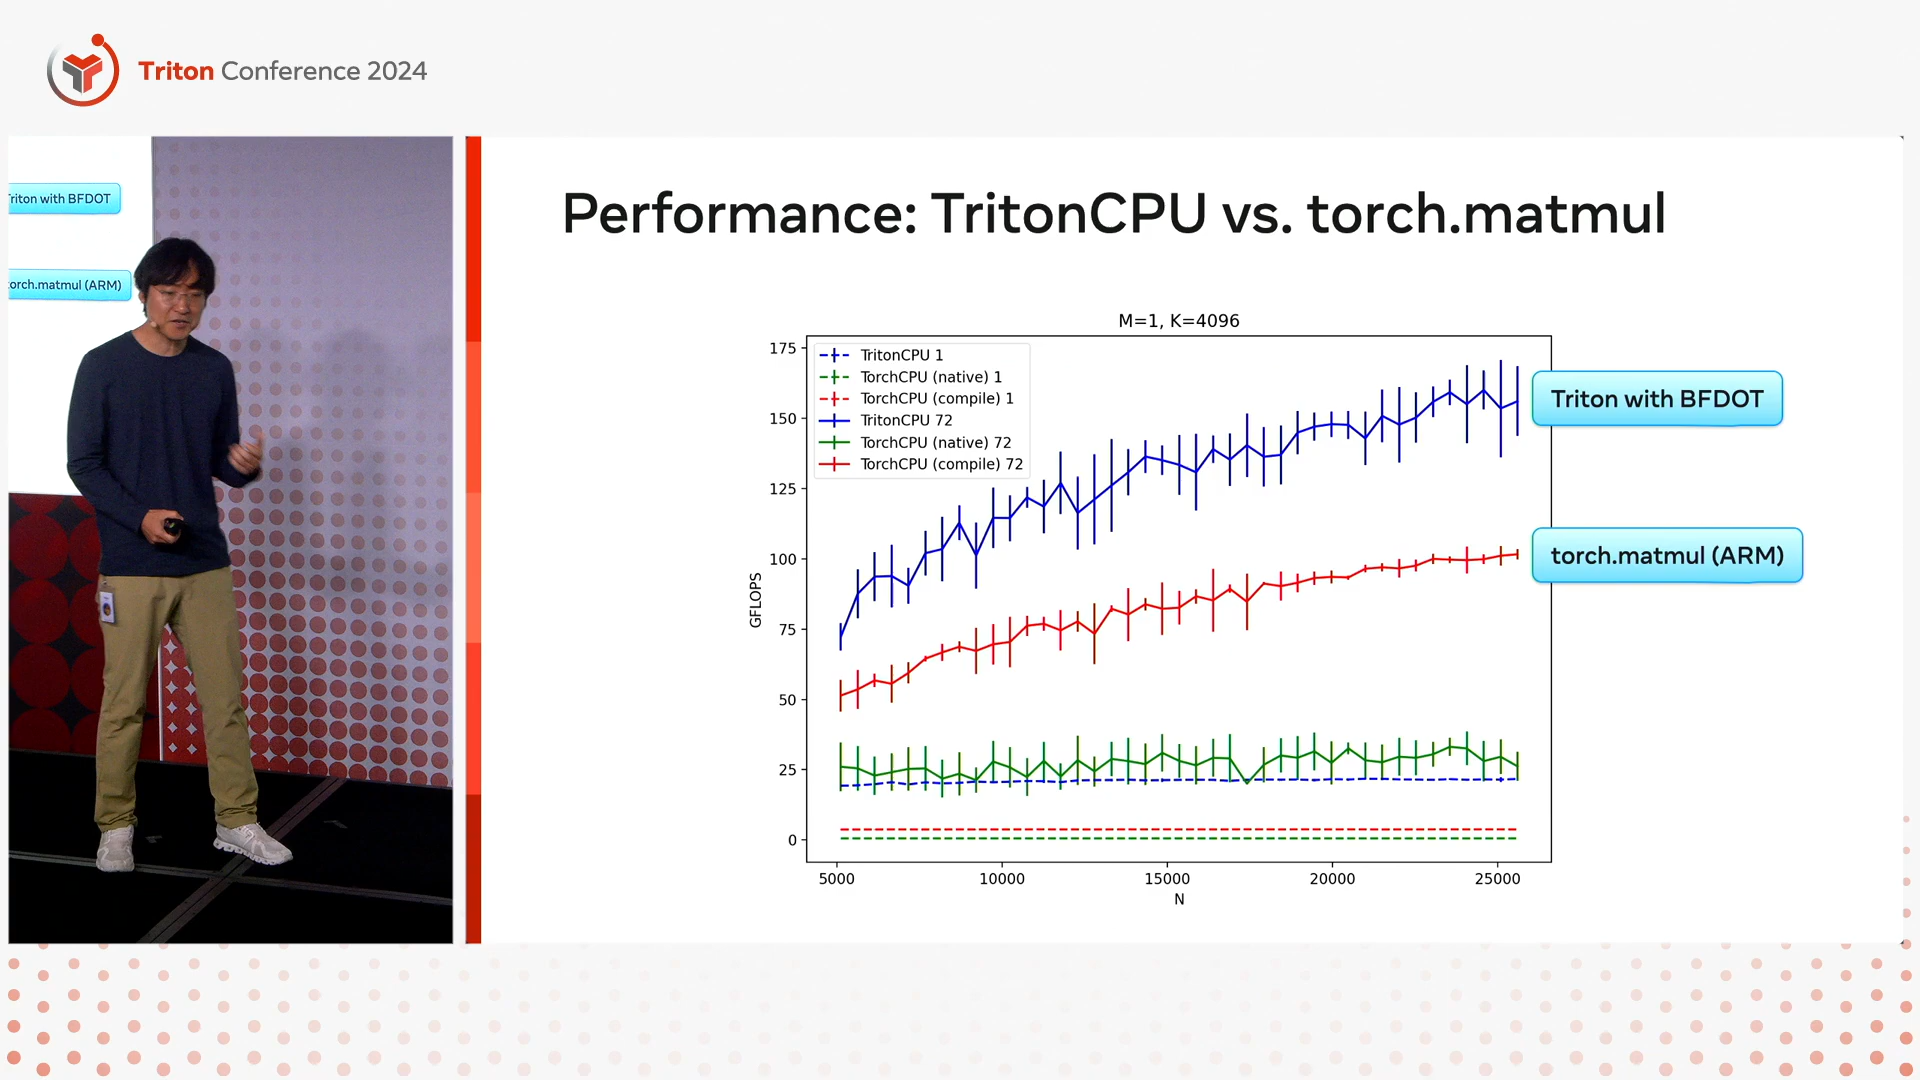 Triton Conference 2024
Triton with BFDOT
torch.matmul (ARM)
Performance: TritonCPU vs. torch.matmul
M=1, K=4096
175
150
125
100
75
50
25
0
GFLOPS
TritonCPU 1
TorchCPU (native) 1
TorchCPU (compile) 1
TritonCPU 72
TorchCPU (native) 72
TorchCPU (compile) 72
Triton with BFDOT
torch.matmul (ARM)
5000 10000 15000 20000 25000
N